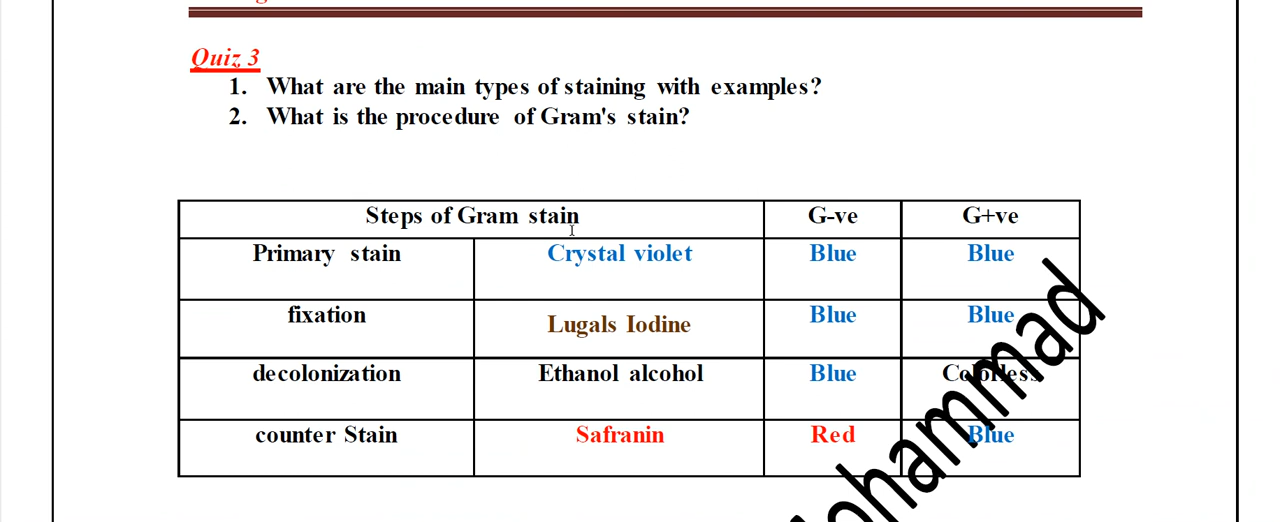 Quiz 3
1. What are the main types of staining with examples?
2. What is the procedure of Gram's stain?
Steps of Gram stain G-ve G+ve
Primary stain Crystal violet Blue Blue
fixation Lugals Iodine Blue Blue
decolonization Ethanol alcohol Blue Colorless
counter Stain Safranin Red Blue